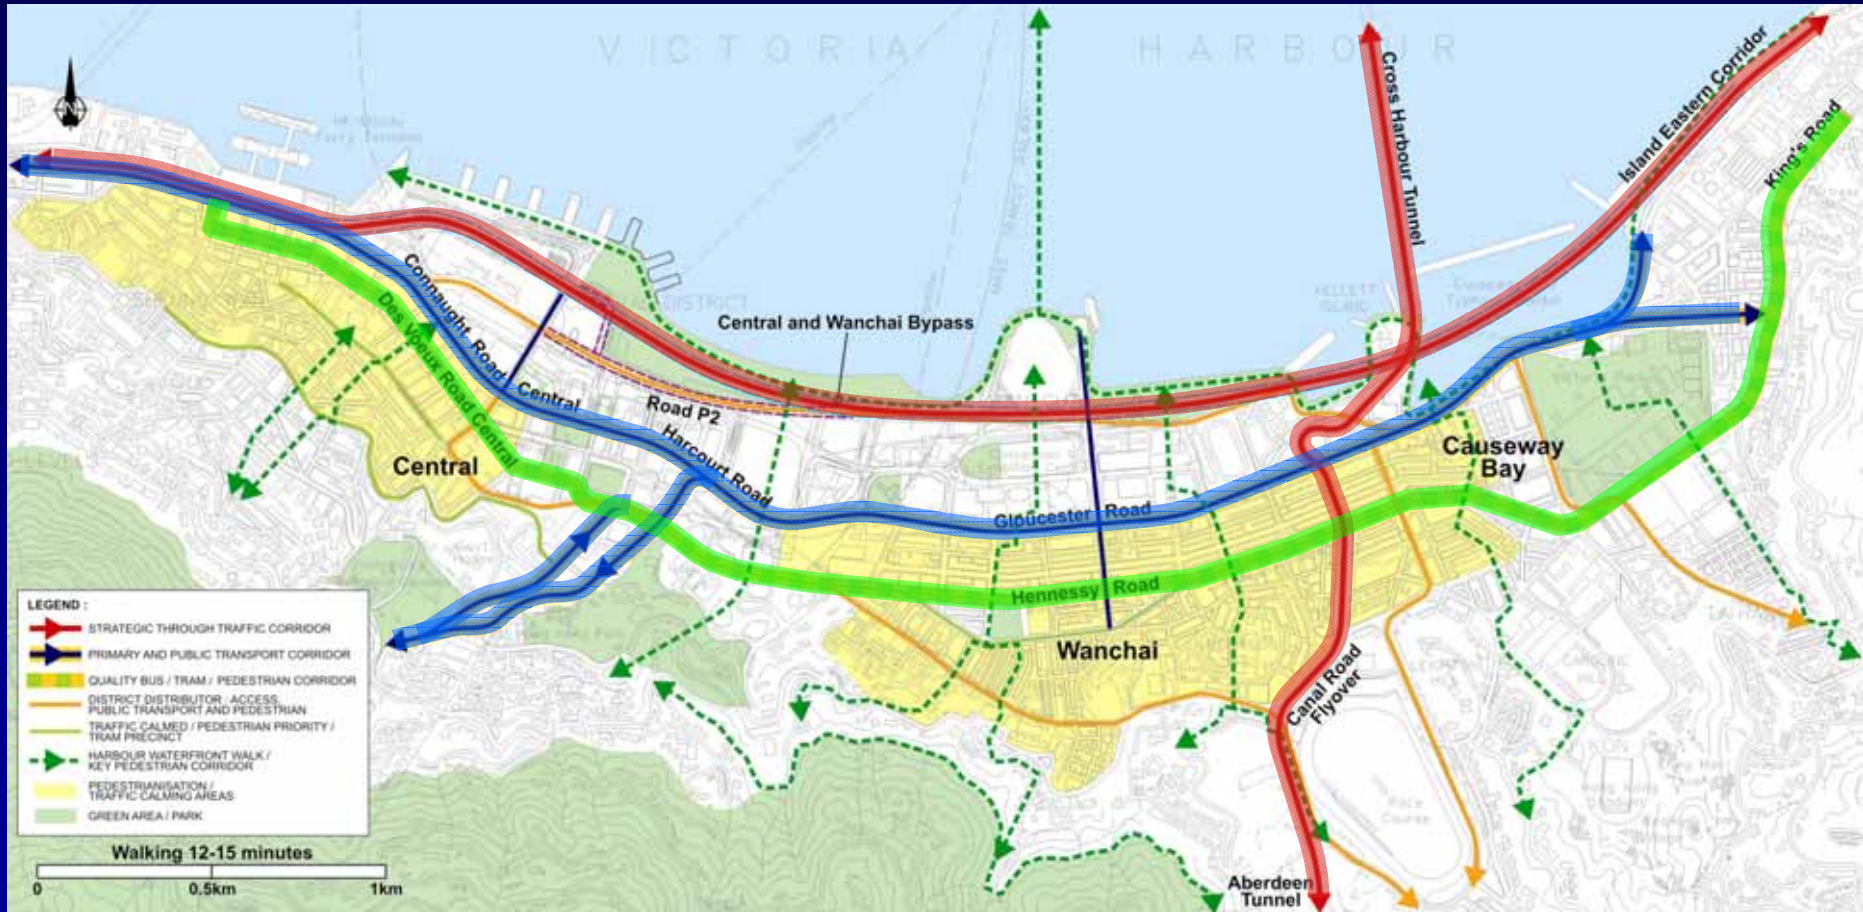 VICTORIA HARBOUR
N
Cross Harbour Tunnel
Island Eastern Corridor
King's Road
Connaught Road Central
Des Voeux Road Central
Central and Wanchai Bypass
KELLETT
ISLAND
Road P2
Harcourt Road
Central
Causeway
Bay
Gloucester Road
Hennessy Road
Wanchai
Canal Road
Flyover
Race
Course
Aberdeen
Tunnel
LEGEND :
STRATEGIC THROUGH TRAFFIC CORRIDOR
PRIMARY AND PUBLIC TRANSPORT CORRIDOR
QUALITY BUS / TRAM / PEDESTRIAN CORRIDOR
DISTRICT DISTRIBUTOR ACCESS,
PUBLIC TRANSPORT AND PEDESTRIAN
TRAFFIC CALMED / PEDESTRIAN PRIORITY /
TRAM PRECINCT
HARBOUR WATERFRONT WALK /
KEY PEDESTRIAN CORRIDOR
PEDESTRIANISATION /
TRAFFIC CALMING AREAS
GREEN AREA / PARK
Walking 12-15 minutes
0 0.5km 1km